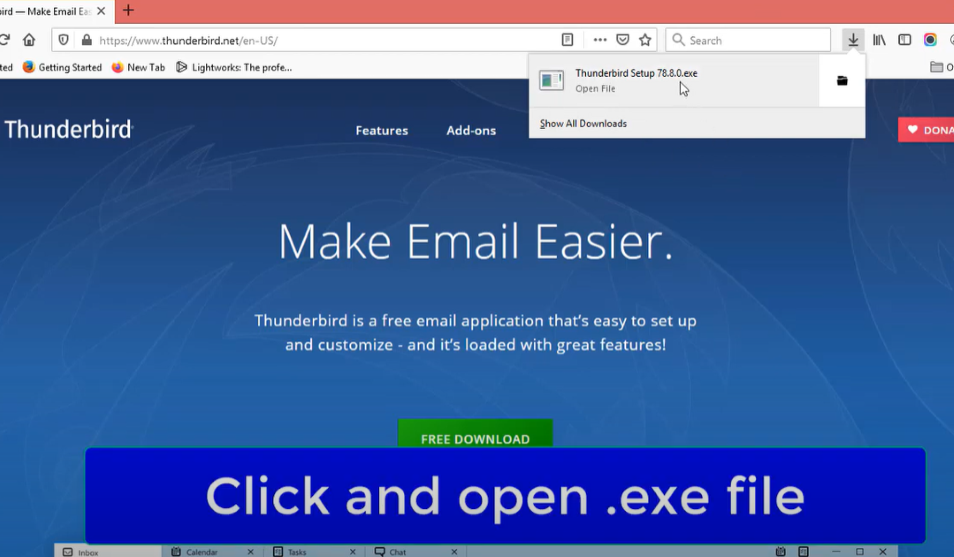 ird — Make Email Eas
https://www.thunderbird.net/en-US/
Search
ted Getting Started New Tab Lightworks: The profe...
Thunderbird Setup 78.8.0.exe
Open File
Show All Downloads
Thunderbird
Features Add-ons
DONA
Make Email Easier.
Thunderbird is a free email application that's easy to set up
and customize - and it's loaded with great features!
FREE DOWNLOAD
Click and open .exe file
Inbox Calendar Tasks Chat